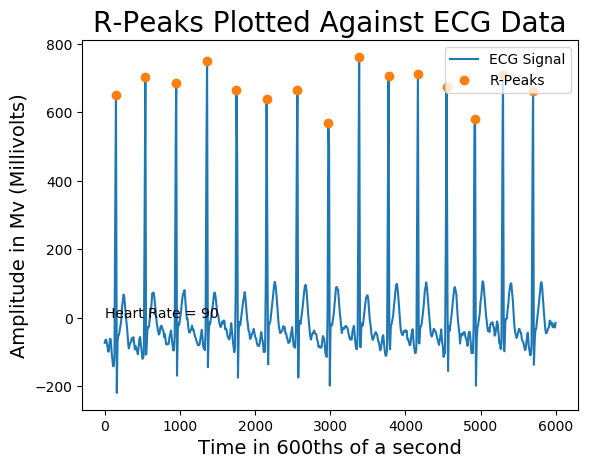 R-Peaks Plotted Against ECG Data
Amplitude in Mv (Millivolts)
800
600
400
200
0
−200
ECG Signal
R-Peaks
Heart Rate = 90
0 1000 2000 3000 4000 5000 6000
Time in 600ths of a second